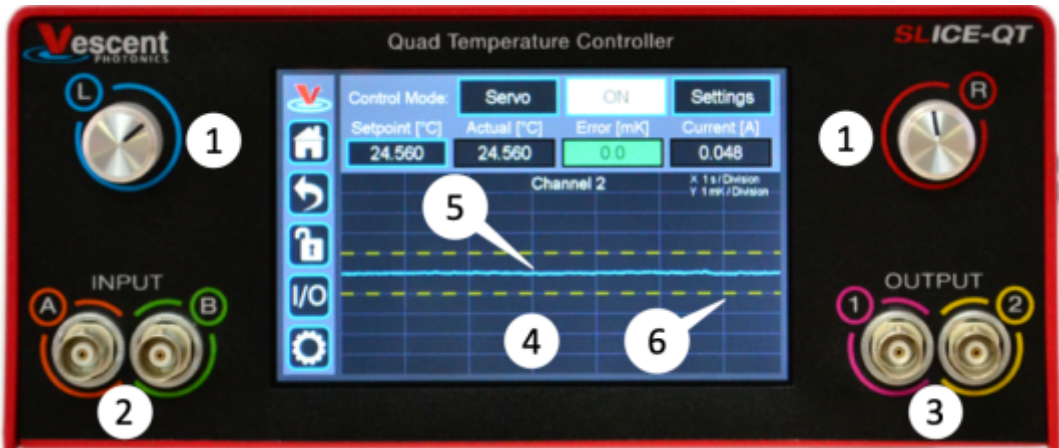 Vescent
PHOTONICS
Quad Temperature Controller
SLICE-QT
L
R
1
1
Control Mode:
Servo
ON
Settings
Setpoint [°C]
Actual [°C]
Error [mK]
Current [A]
24.560
24.560
0.0
0.048
Channel 2
X 1 s / Division
Y 1 mK / Division
5
INPUT
A
B
I/O
OUTPUT
1
2
4
6
2
3